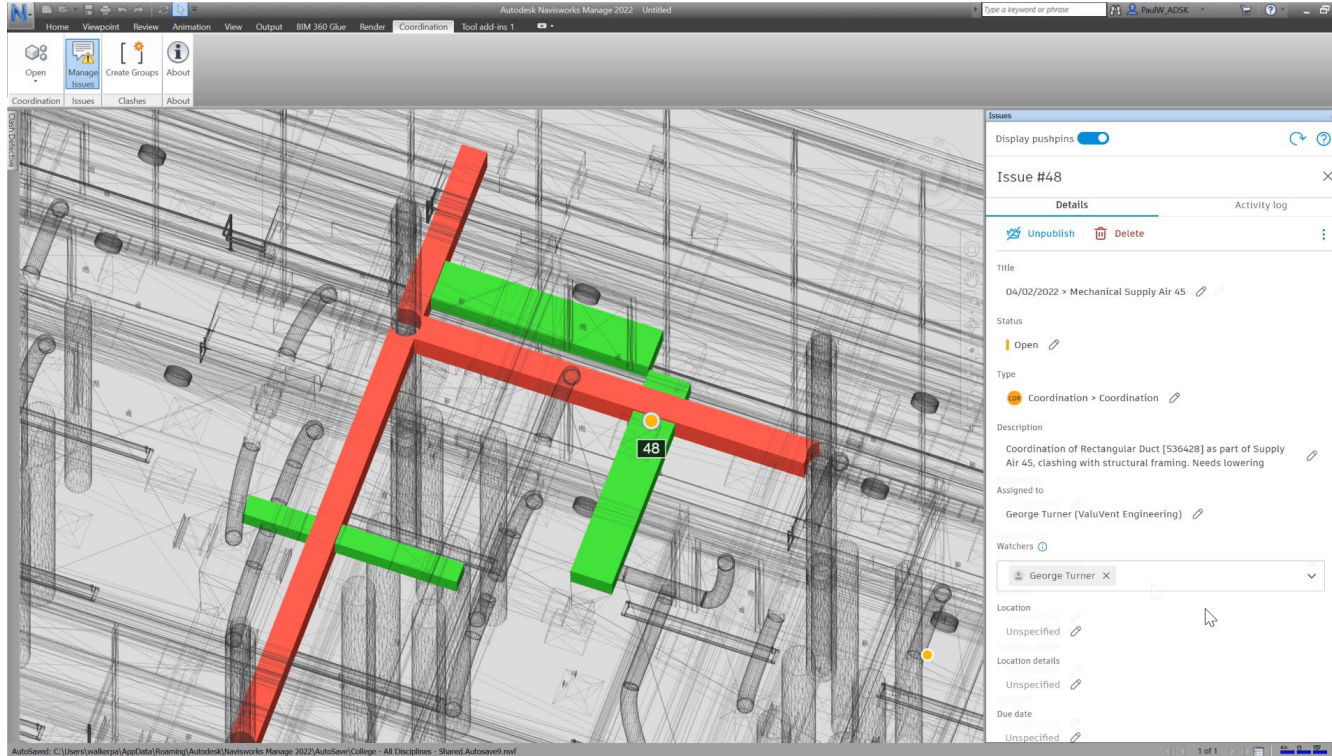 Autodesk Navisworks Manage 2022 Untitled
Type a keyword or phrase
PaulW_ADSK
Home Viewpoint Review Animation View Output BIM 360 Glue Render Coordination Tool add-ins 1
Open
Manage Issues
Create Groups
About
Coordination Issues Clashes About
Clash Detective
Issues
Display pushpins
Issue #48
Details Activity log
Unpublish Delete
Title
04/02/2022 > Mechanical Supply Air 45
Status
Open
Type
CON Coordination > Coordination
Description
Coordination of Rectangular Duct [536428] as part of Supply
Air 45, clashing with structural framing. Needs lowering
Assigned to
George Turner (ValuVent Engineering)
Watchers
George Turner
Location
Unspecified
Location details
Unspecified
Due date
Unspecified
48
AutoSaved: C:\Users\walkerpa\AppData\Roaming\Autodesk\Navisworks Manage 2022\AutoSave\College - All Disciplines - Shared.Autosave9.nwf
1 of 1